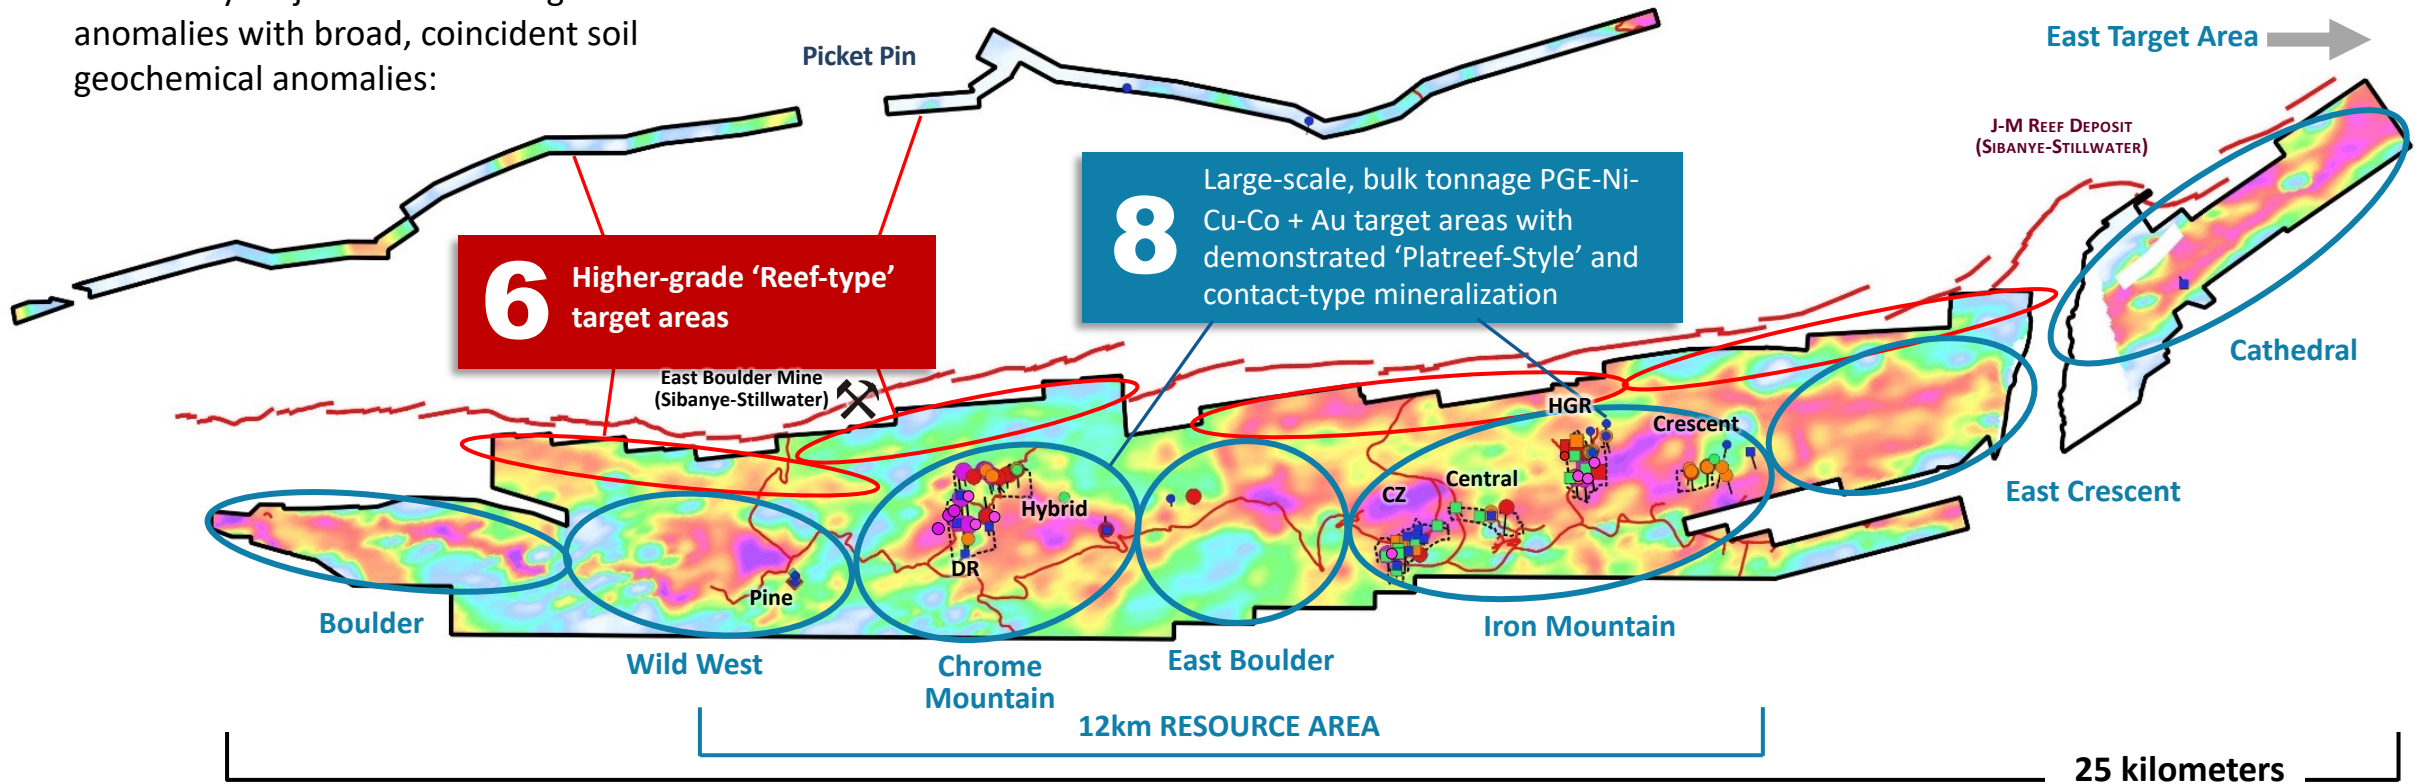 anomalies with broad, coincident soil
geochemical anomalies:
Picket Pin
East Target Area
J-M Reef Deposit
(Sibanye-Stillwater)
6
Higher-grade ‘Reef-type’
target areas
8
Large-scale, bulk tonnage PGE-Ni-
Cu-Co + Au target areas with
demonstrated ‘Platreef-Style’ and
contact-type mineralization
East Boulder Mine
(Sibanye-Stillwater)
Cathedral
HGR
Crescent
Central
CZ
Hybrid
DR
Pine
East Crescent
Boulder
Wild West
Chrome
Mountain
East Boulder
Iron Mountain
12km RESOURCE AREA
25 kilometers